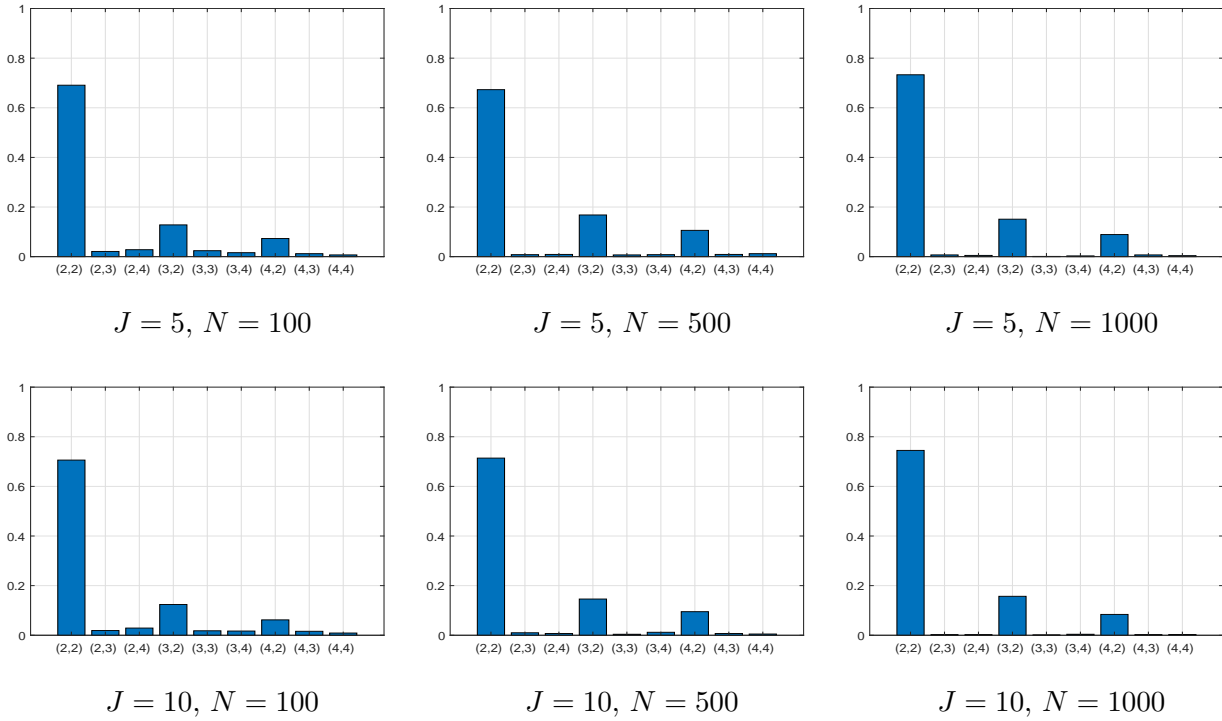 1 1 1
0.8 0.8 0.8
0.6 0.6 0.6
0.4 0.4 0.4
0.2 0.2 0.2
0 0 0
(2,2) (2,3) (2,4) (3,2) (3,3) (3,4) (4,2) (4,3) (4,4) (2,2) (2,3) (2,4) (3,2) (3,3) (3,4) (4,2) (4,3) (4,4) (2,2) (2,3) (2,4) (3,2) (3,3) (3,4) (4,2) (4,3) (4,4)
J = 5, N = 100 J = 5, N = 500 J = 5, N = 1000
1 1 1
0.8 0.8 0.8
0.6 0.6 0.6
0.4 0.4 0.4
0.2 0.2 0.2
0 0 0
(2,2) (2,3) (2,4) (3,2) (3,3) (3,4) (4,2) (4,3) (4,4) (2,2) (2,3) (2,4) (3,2) (3,3) (3,4) (4,2) (4,3) (4,4) (2,2) (2,3) (2,4) (3,2) (3,3) (3,4) (4,2) (4,3) (4,4)
J = 10, N = 100 J = 10, N = 500 J = 10, N = 1000